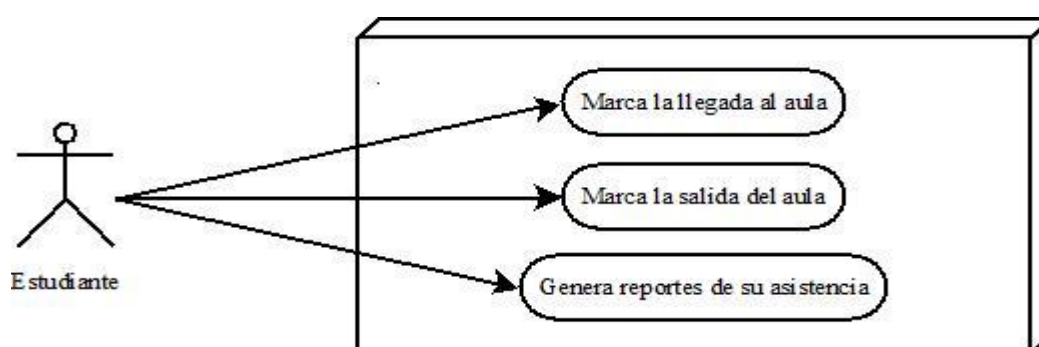 Marca la llegada al aula
Marca la salida del aula
Estudiante
Genera reportes de su asistencia